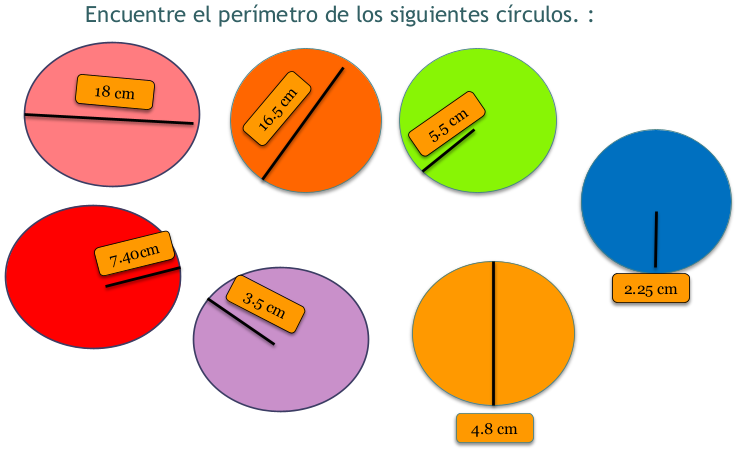 Encuentre el perímetro de los siguientes círculos. :
18 cm
16.5 cm
5.5 cm
7.40cm
3.5 cm
2.25 cm
4.8 cm